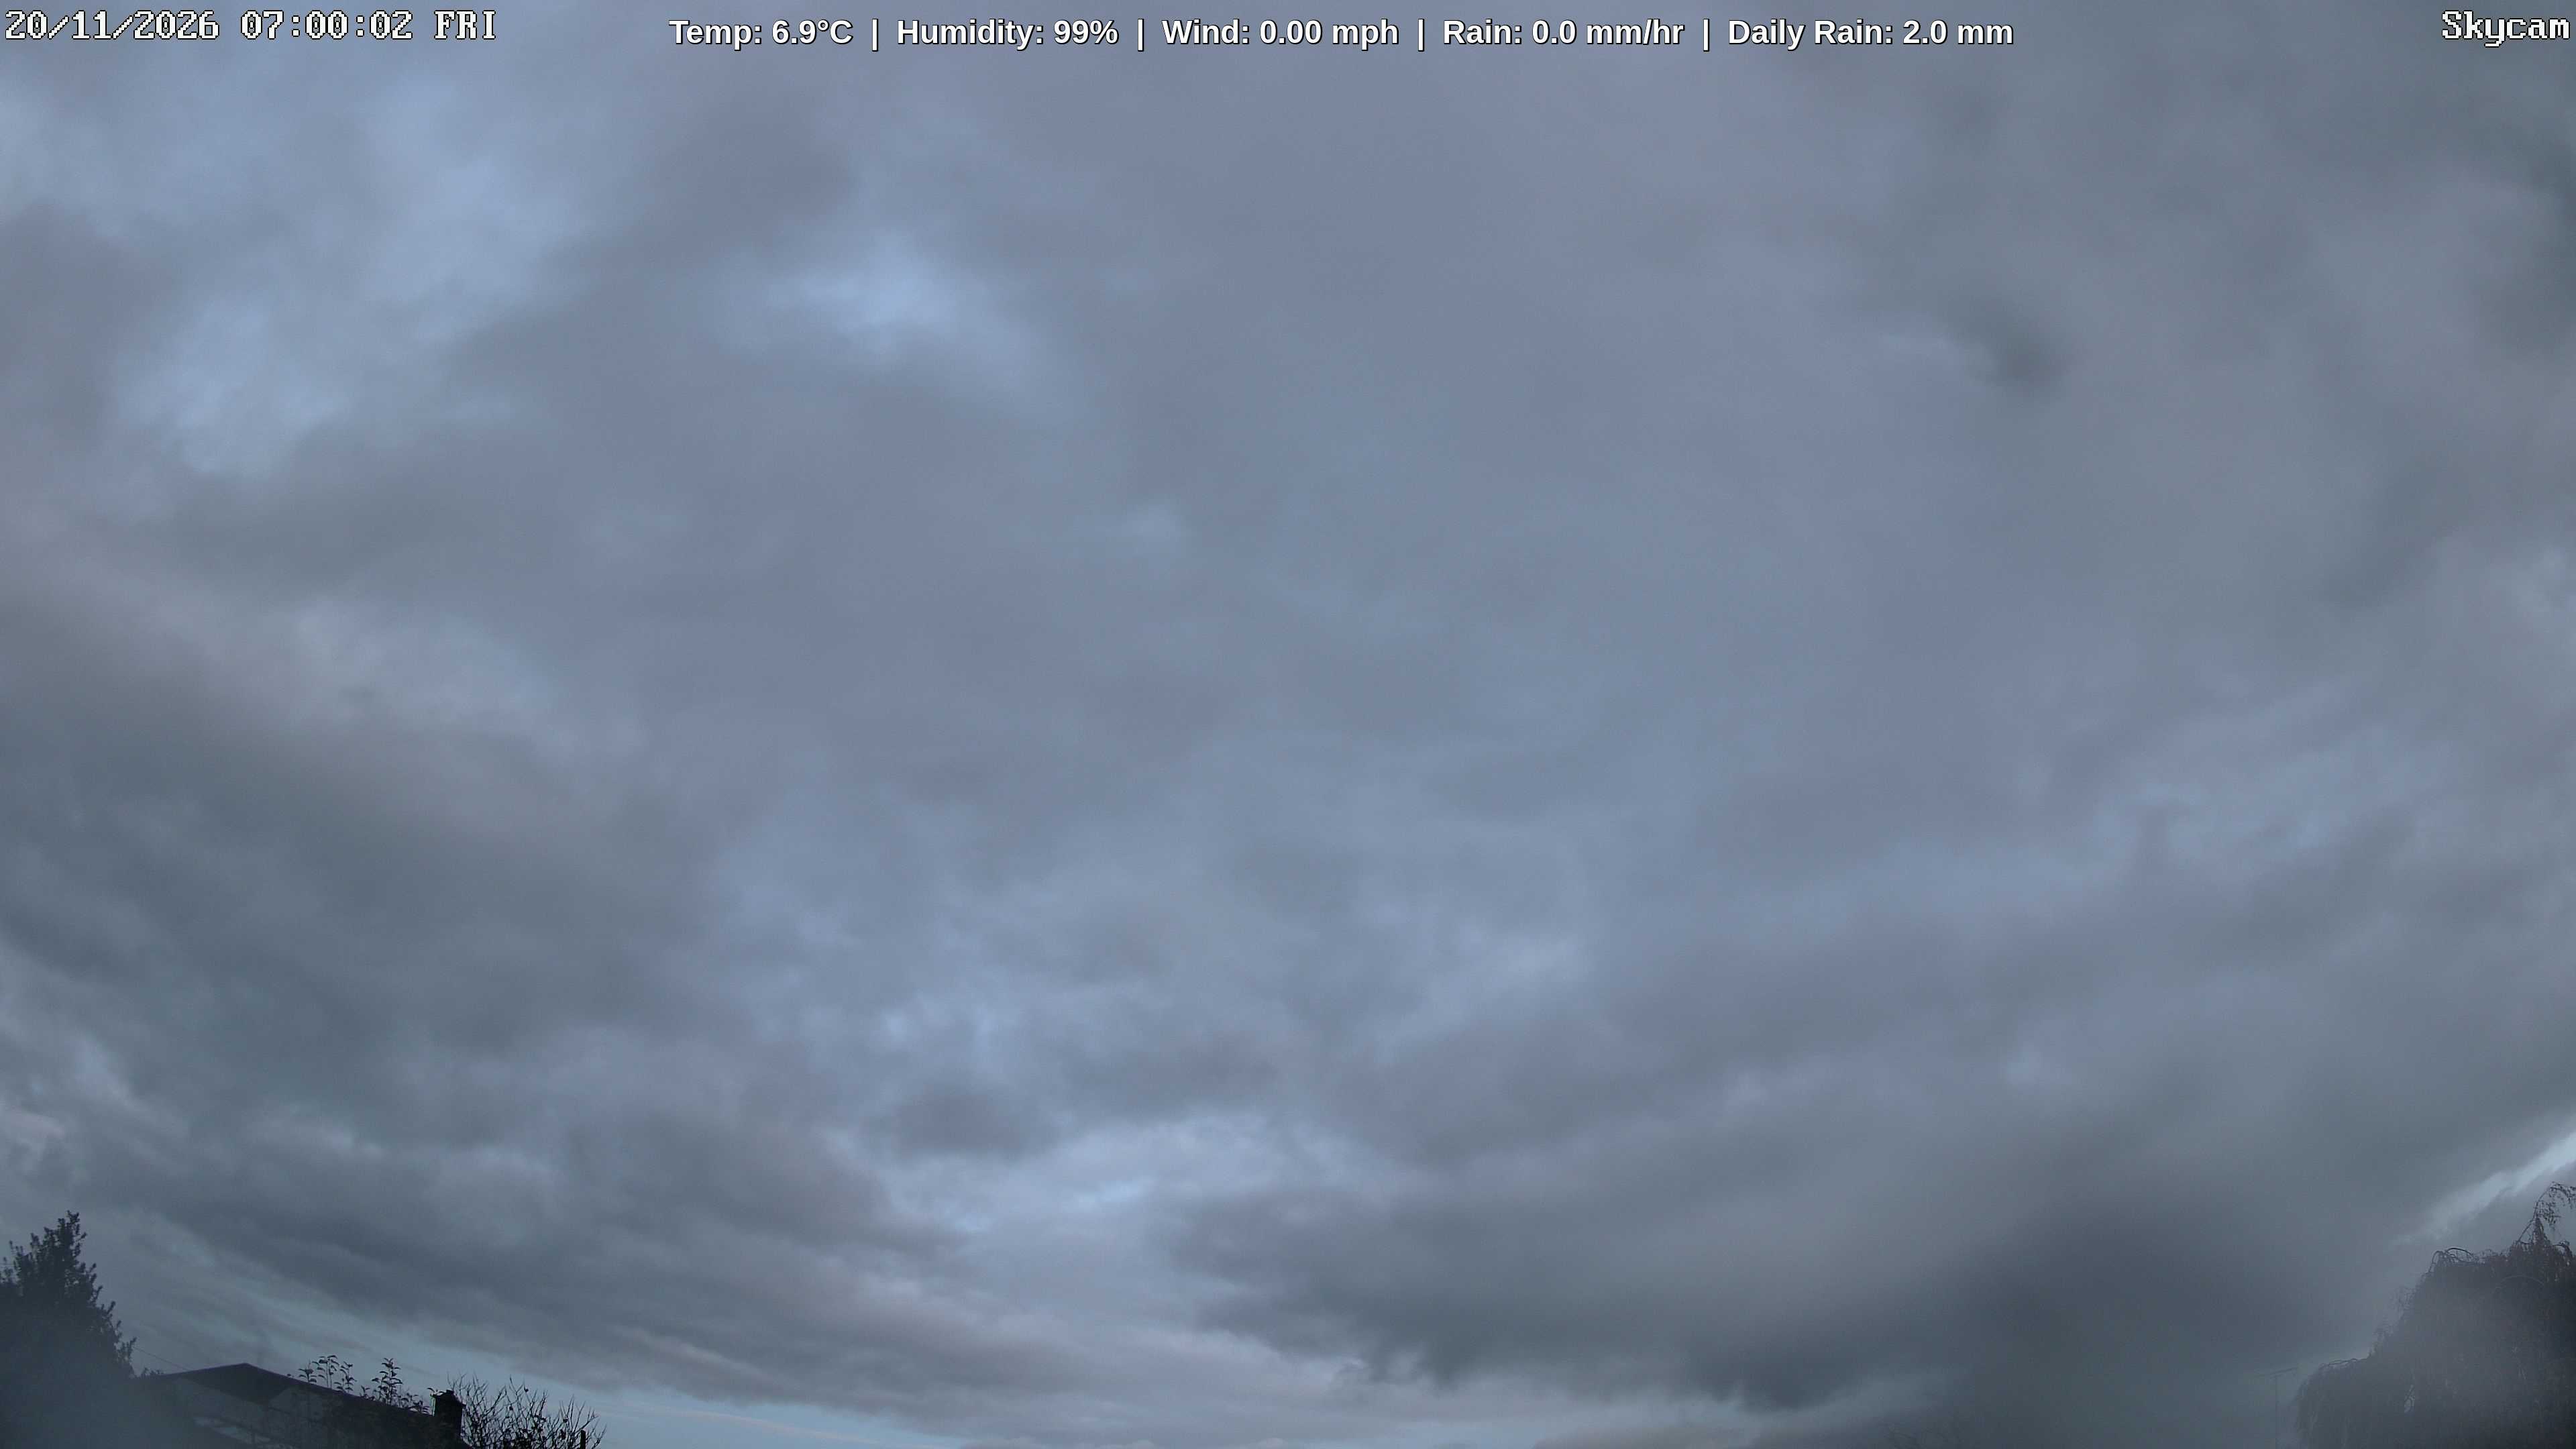 20/11/2026 07:00:02 FRI
Temp: 6.9°C | Humidity: 99% | Wind: 0.00 mph | Rain: 0.0 mm/hr | Daily Rain: 2.0 mm
Skycam